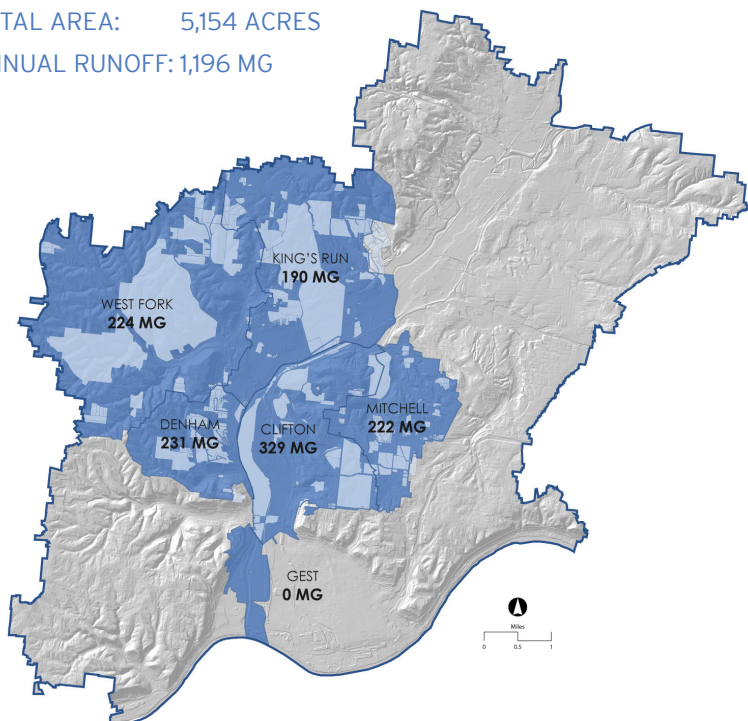 TAL AREA: 5,154 ACRES
NUAL RUNOFF: 1,196 MG
KING'S RUN
190 MG
WEST FORK
224 MG
DENHAM
231 MG
CLIFTON
329 MG
MITCHELL
222 MG
GEST
0 MG
Miles
0 0.5 1